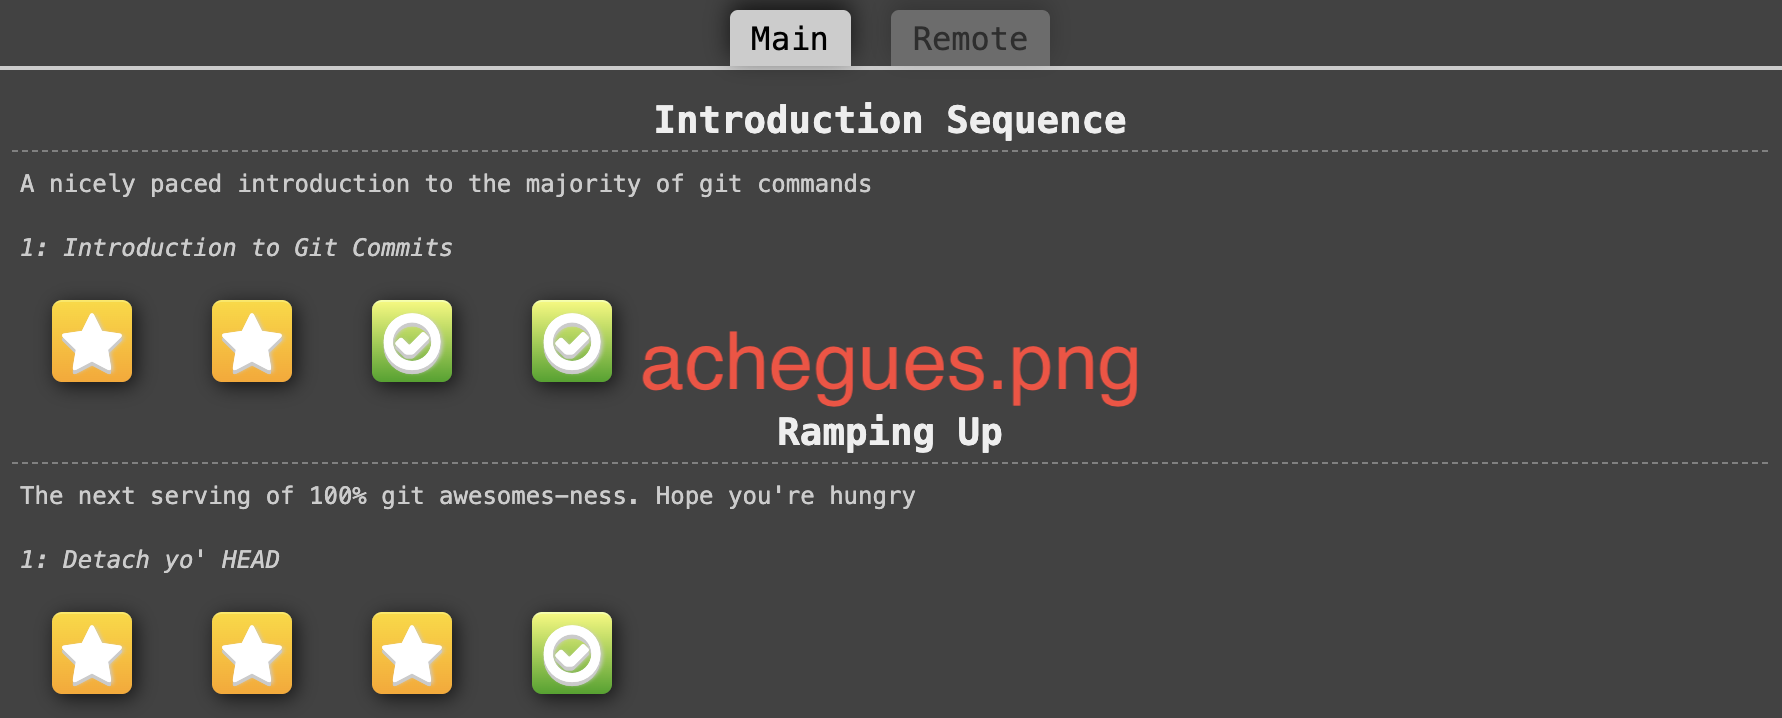 Main Remote
Introduction Sequence
A nicely paced introduction to the majority of git commands
1: Introduction to Git Commits
achegues.png
Ramping Up
The next serving of 100% git awesomes-ness. Hope you're hungry
1: Detach yo' HEAD